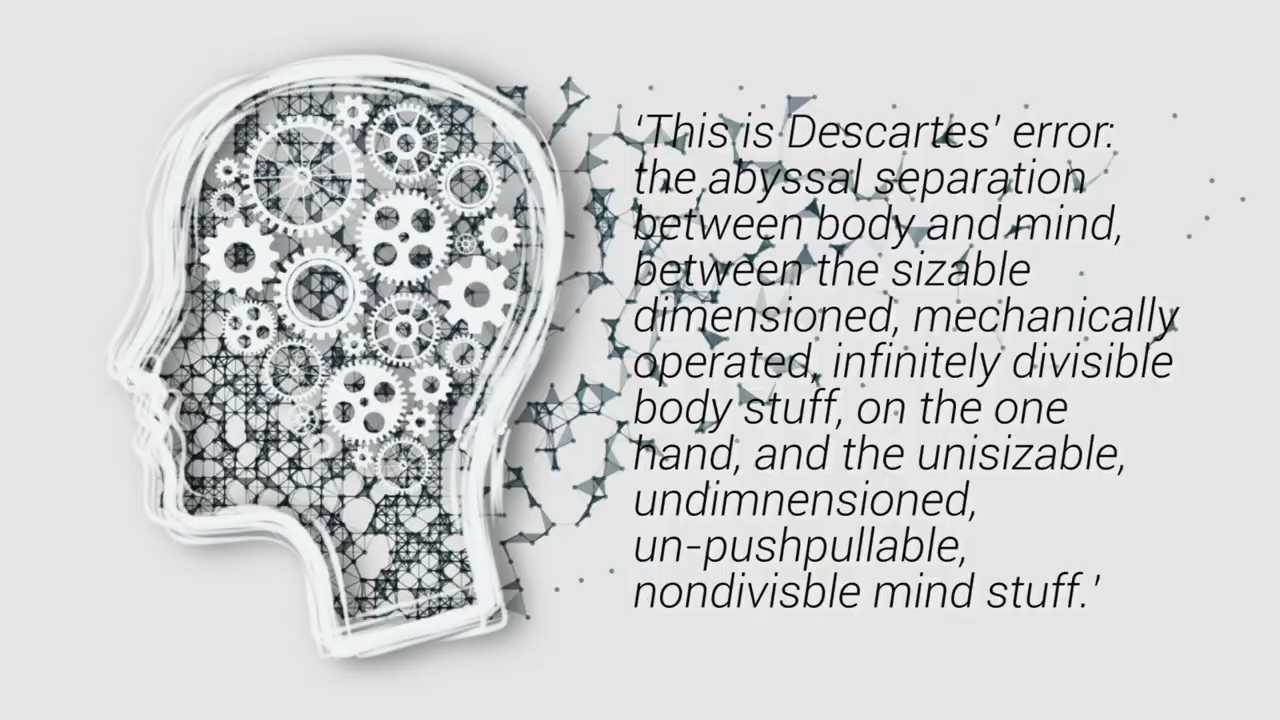 ‘This is Descartes’ error:
the abyssal separation
between body and mind,
between the sizable
dimensioned, mechanically
operated, infinitely divisible
body stuff, on the one
hand, and the unisizable,
undimnensioned,
un-pushpullable,
nondivisble mind stuff.’